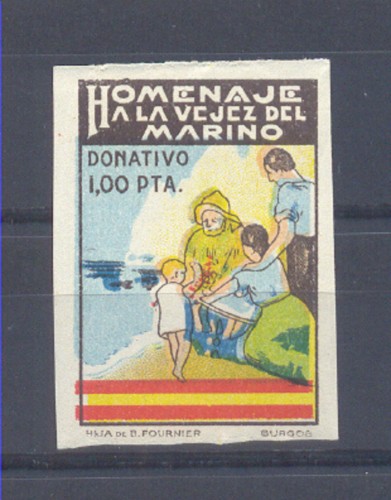 HOMENAJE
A LA VEJEZ DEL
MARINO
DONATIVO
1,00 PTA.
HIJA DE B. FOURNIER BURGOS